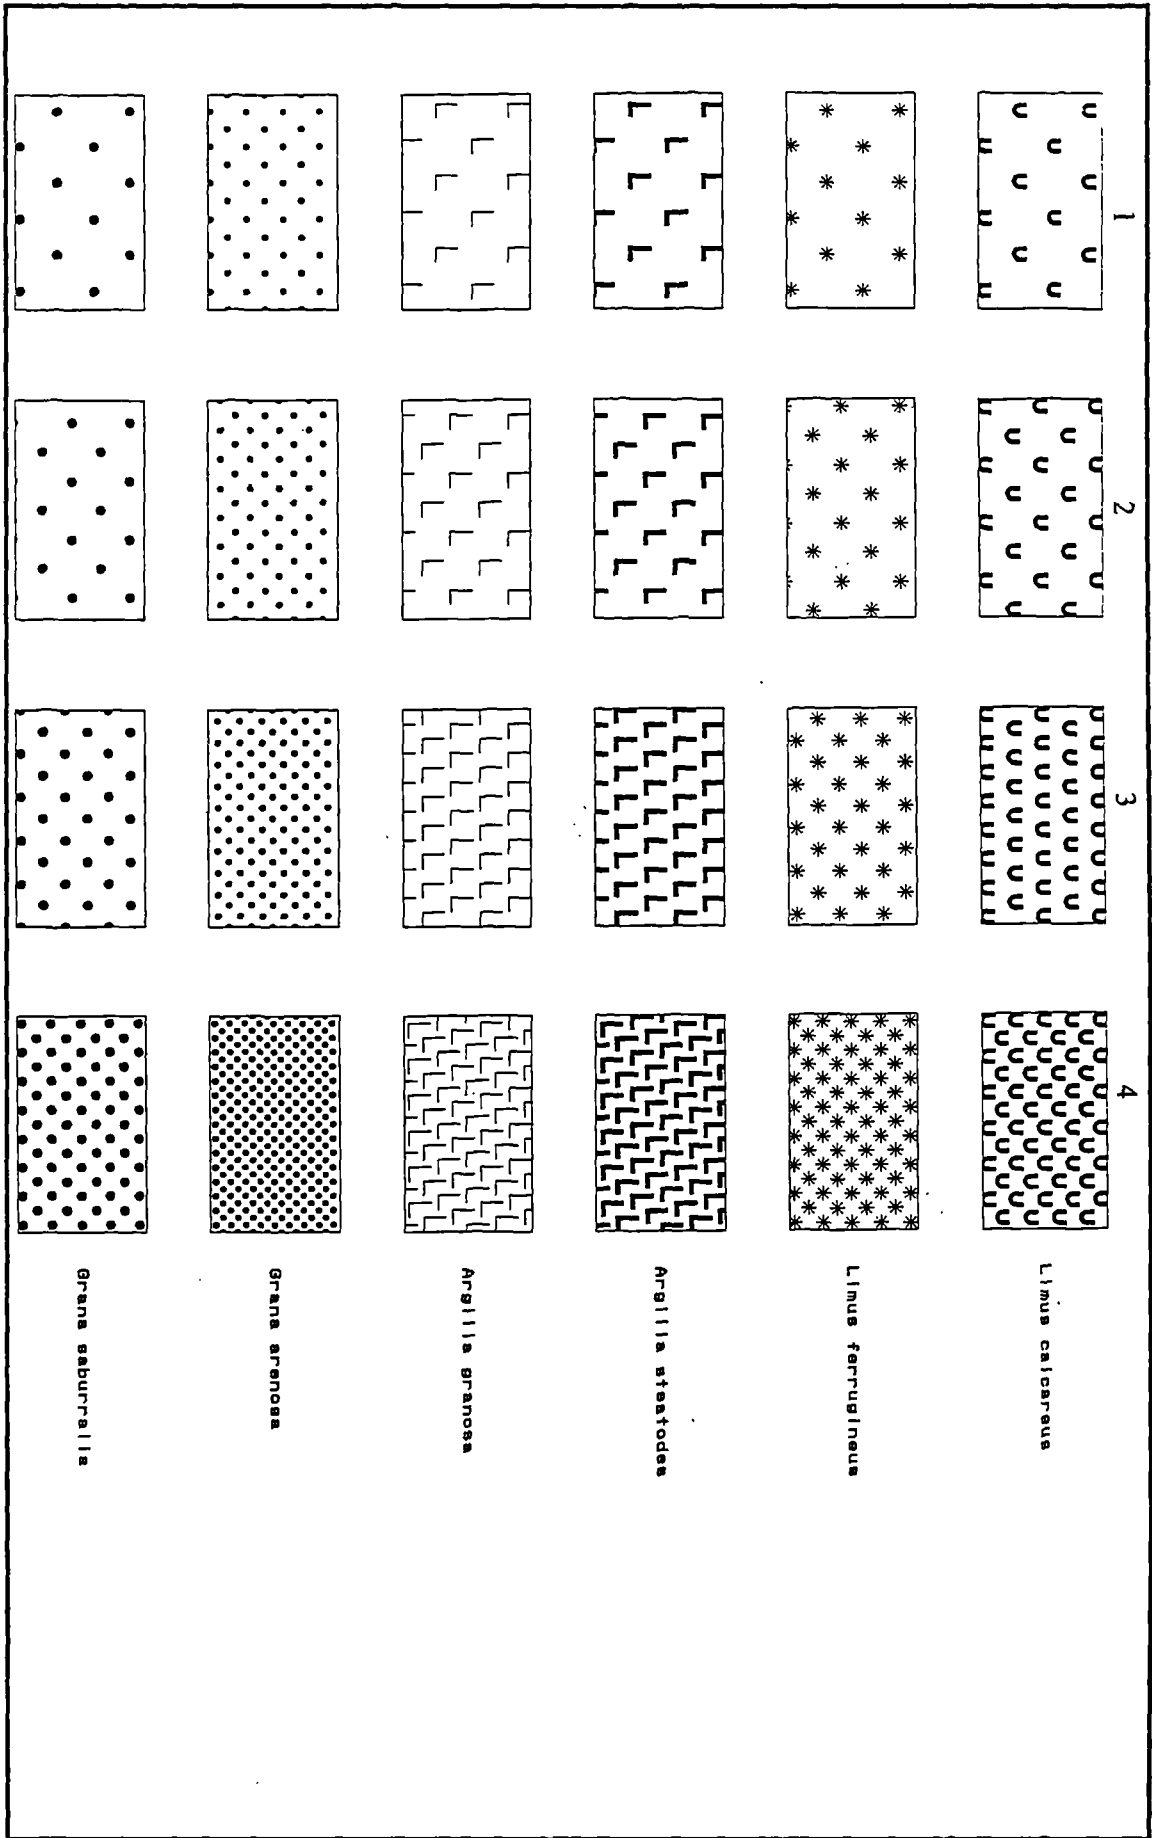 1 2 3 4
Limus calcareus
Limus ferrugineus
Argilla steatodes
Argilla granosa
Grana arenosa
Grana saburralis